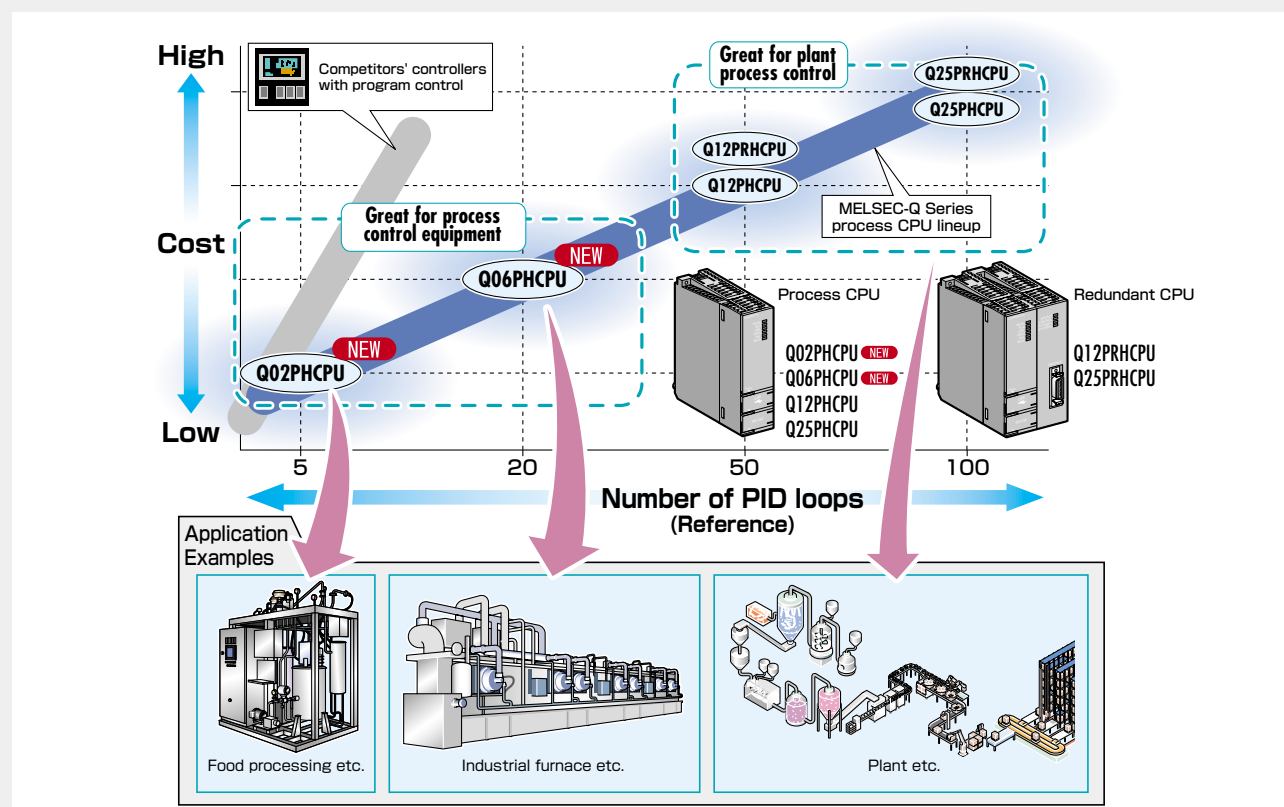 High
Competitors' controllers
with program control
Great for plant
process control
Q25PRHCPU
Q25PHCPU
Q12PRHCPU
Q12PHCPU
MELSEC-Q Series
process CPU lineup
Great for process
control equipment
Cost
NEW
Q06PHCPU
NEW
Q02PHCPU
Low
Process CPU
Q02PHCPU NEW
Q06PHCPU NEW
Q12PHCPU
Q25PHCPU
Redundant CPU
Q12PRHCPU
Q25PRHCPU
5 20 50 100
Number of PID loops
(Reference)
Application
Examples
Food processing etc.
Industrial furnace etc.
Plant etc.